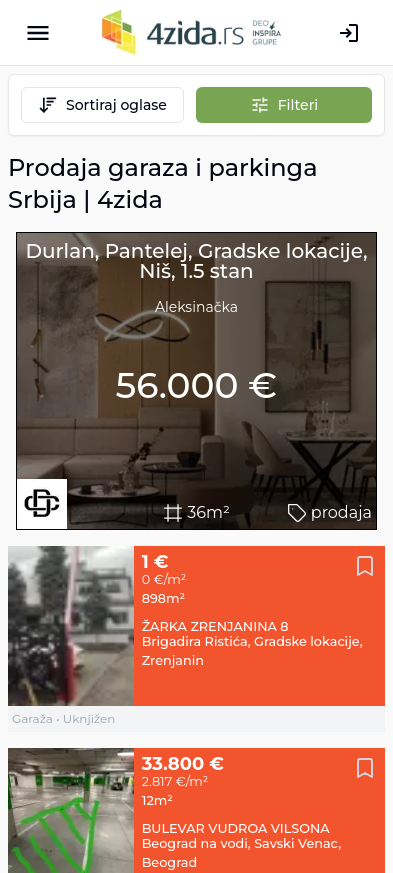 4zida.rs
DEO
INSPIRA
GRUPE
Sortiraj oglase
Filteri
Prodaja garaza i parkinga
Srbija | 4zida
Durlan, Pantelej, Gradske lokacije,
Niš, 1.5 stan
Aleksinačka
56.000 €
36m²
prodaja
1 €
0 €/m²
898m²
ŽARKA ZRENJANINA 8
Brigadira Ristića, Gradske lokacije,
Zrenjanin
Garaža • Uknjižen
33.800 €
2.817 €/m²
12m²
BULEVAR VUDROA VILSONA
Beograd na vodi, Savski Venac,
Beograd